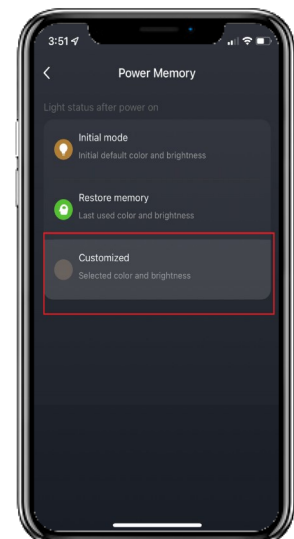 3:51
Power Memory
Light status after power on
Initial mode
Initial default color and brightness
Restore memory
Last used color and brightness
Customized
Selected color and brightness